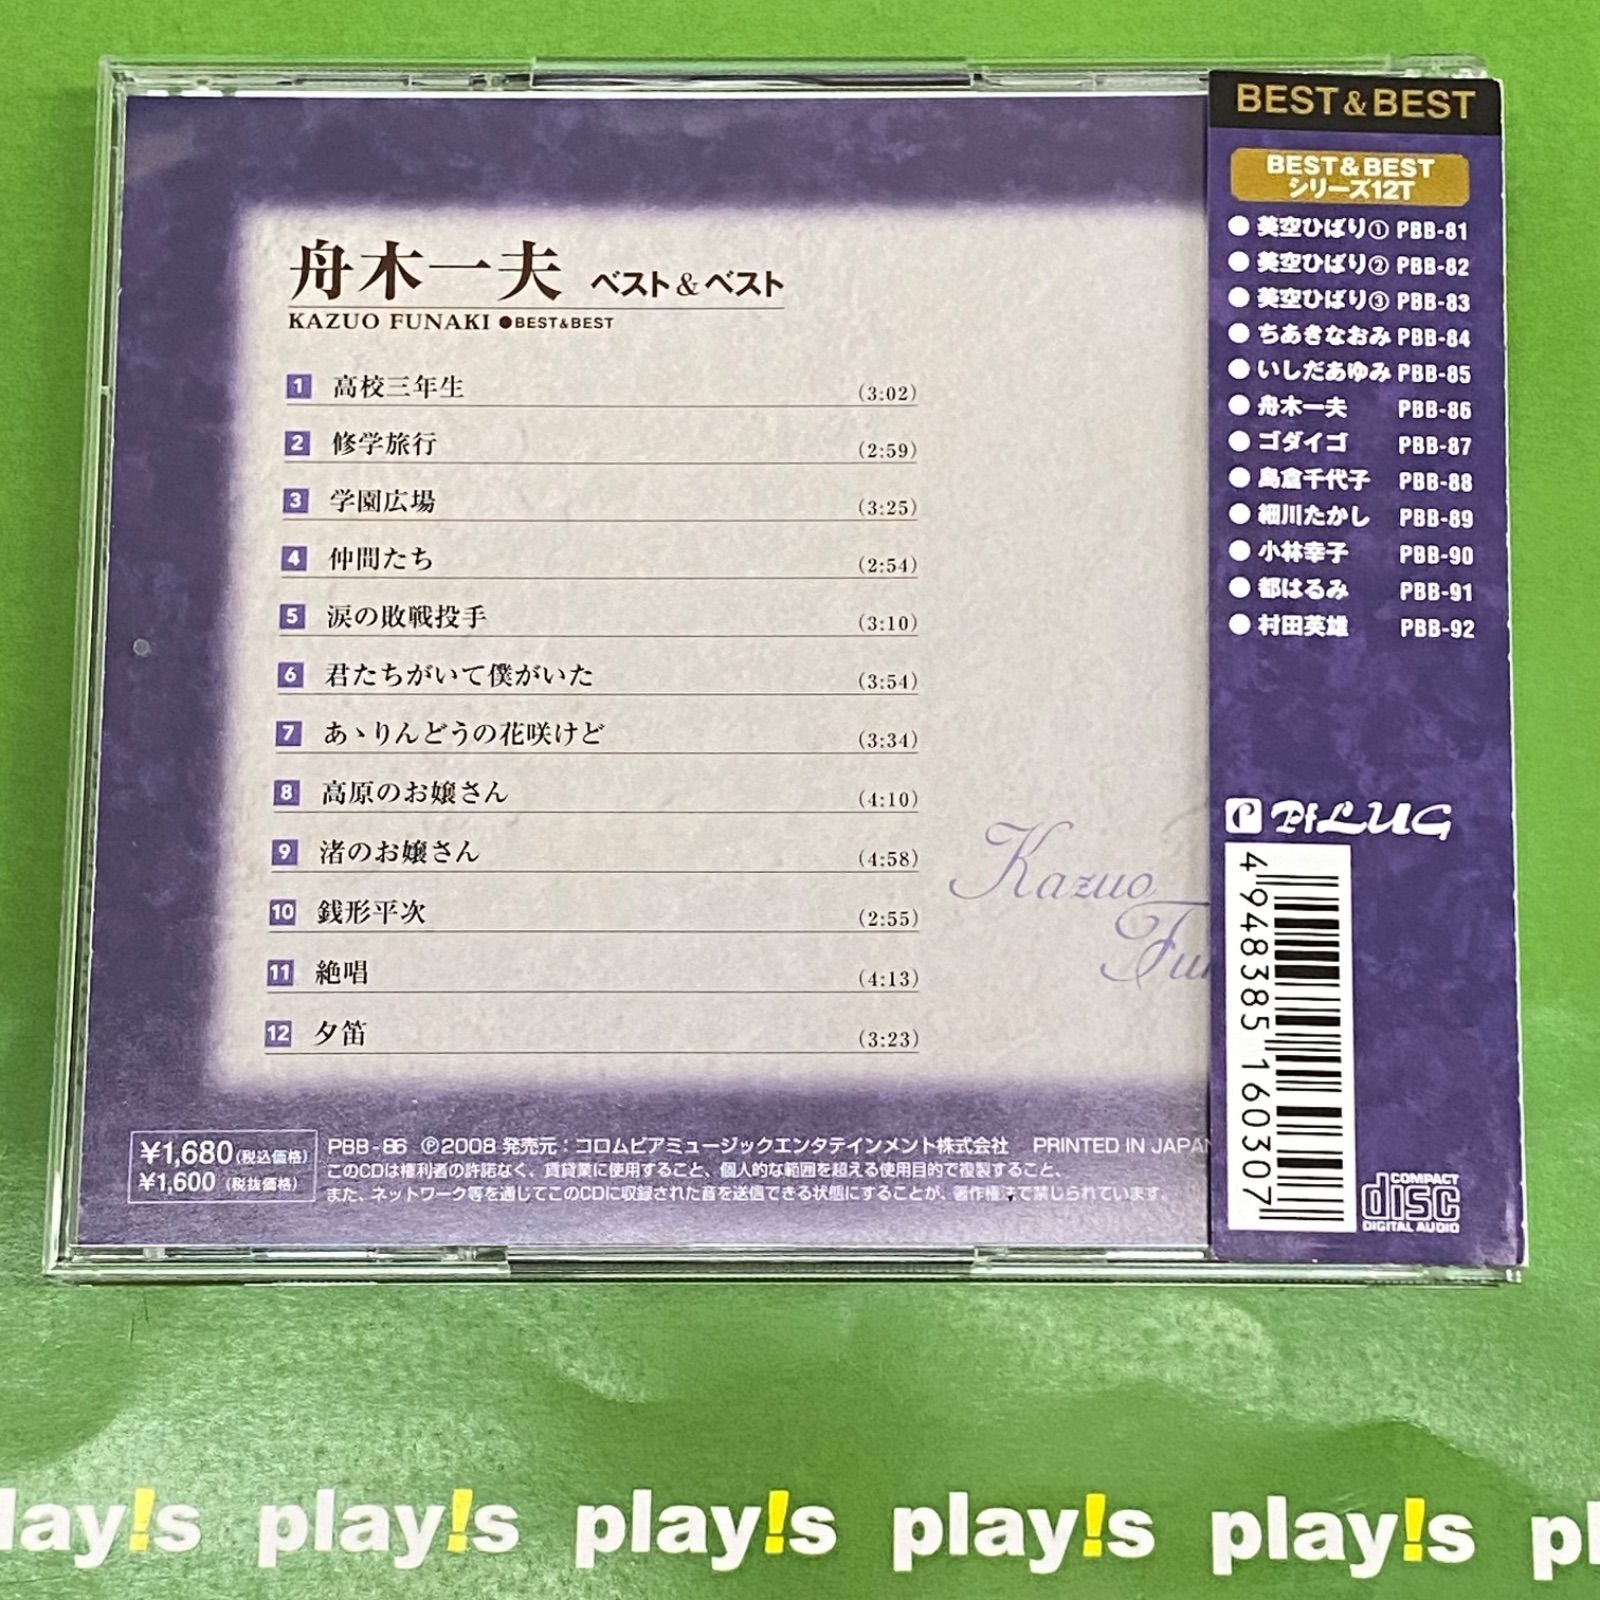 舟木一夫 ベスト&ベスト
KAZUO FUNAKI ●BEST&BEST
1 高校三年生 (3:02)
2 修学旅行 (2:59)
3 学園広場 (3:25)
4 仲間たち (2:54)
5 涙の敗戦投手 (3:10)
6 君たちがいて僕がいた (3:54)
7 あゝりんどうの花咲けど (3:34)
8 高原のお嬢さん (4:10)
9 渚のお嬢さん (4:58)
10 銭形平次 (2:55)
11 絶唱 (4:13)
12 夕笛 (3:23)
Kazuo
¥1,680(税込価格)
¥1,600 (税抜価格)
PBB-86 ℗2008 発売元:コロムビアミュージックエンタテインメント株式会社 PRINTED IN JAPAN
このCDは権利者の許諾なく、賃貸業に使用すること、個人的な範囲を超える使用目的で複製すること、
また、ネットワーク等を通じてこのCDに収録された音を送信できる状態にすることが、著作権法で禁じられています。
BEST&BEST
BEST&BEST
シリーズ12T
●美空ひばり① PBB-81
●美空ひばり② PBB-82
●美空ひばり③ PBB-83
●ちあきなおみ PBB-84
●いしだあゆみ PBB-85
●舟木一夫 PBB-86
●ゴダイゴ PBB-87
●島倉千代子 PBB-88
●細川たかし PBB-89
●小林幸子 PBB-90
●都はるみ PBB-91
●村田英雄 PBB-92
PfLUG
4948385160307
COMPACT
disc
DIGITAL AUDIO
play!s play!s play!s play!s